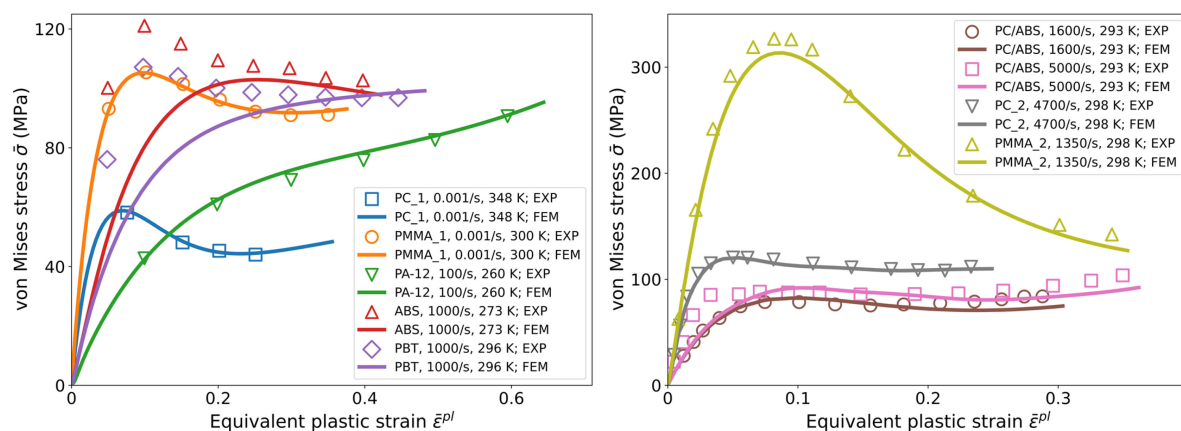 120
80
40
0
0
0.2
0.4
0.6
von Mises stress σ̄ (MPa)
Equivalent plastic strain ε̄ᵖˡ
PC_1, 0.001/s, 348 K; EXP
PC_1, 0.001/s, 348 K; FEM
PMMA_1, 0.001/s, 300 K; EXP
PMMA_1, 0.001/s, 300 K; FEM
PA-12, 100/s, 260 K; EXP
PA-12, 100/s, 260 K; FEM
ABS, 1000/s, 273 K; EXP
ABS, 1000/s, 273 K; FEM
PBT, 1000/s, 296 K; EXP
PBT, 1000/s, 296 K; FEM
300
200
100
0
0
0.1
0.2
0.3
von Mises stress σ̄ (MPa)
Equivalent plastic strain ε̄ᵖˡ
PC/ABS, 1600/s, 293 K; EXP
PC/ABS, 1600/s, 293 K; FEM
PC/ABS, 5000/s, 293 K; EXP
PC/ABS, 5000/s, 293 K; FEM
PC_2, 4700/s, 298 K; EXP
PC_2, 4700/s, 298 K; FEM
PMMA_2, 1350/s, 298 K; EXP
PMMA_2, 1350/s, 298 K; FEM